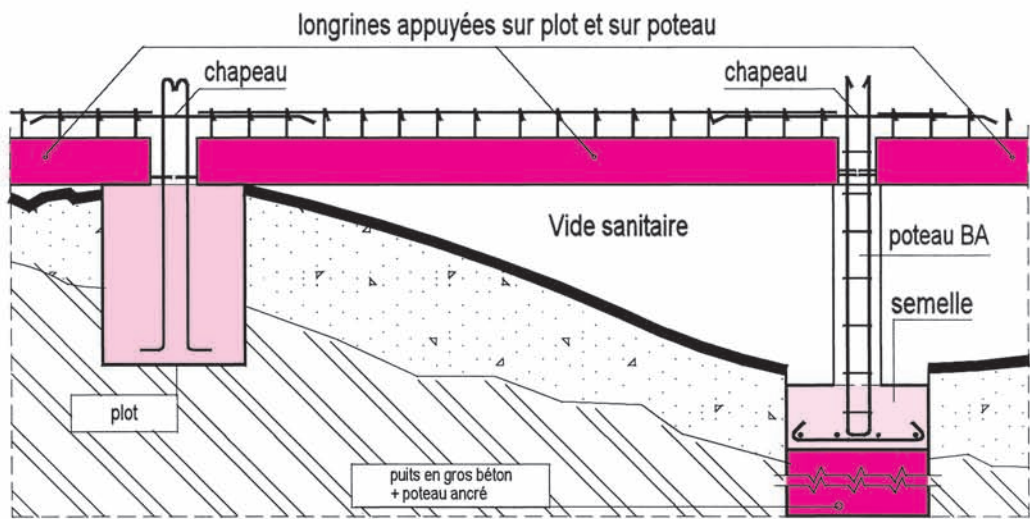 longrines appuyées sur plot et sur poteau
chapeau
chapeau
Vide sanitaire
poteau BA
semelle
plot
puits en gros béton
+ poteau ancré